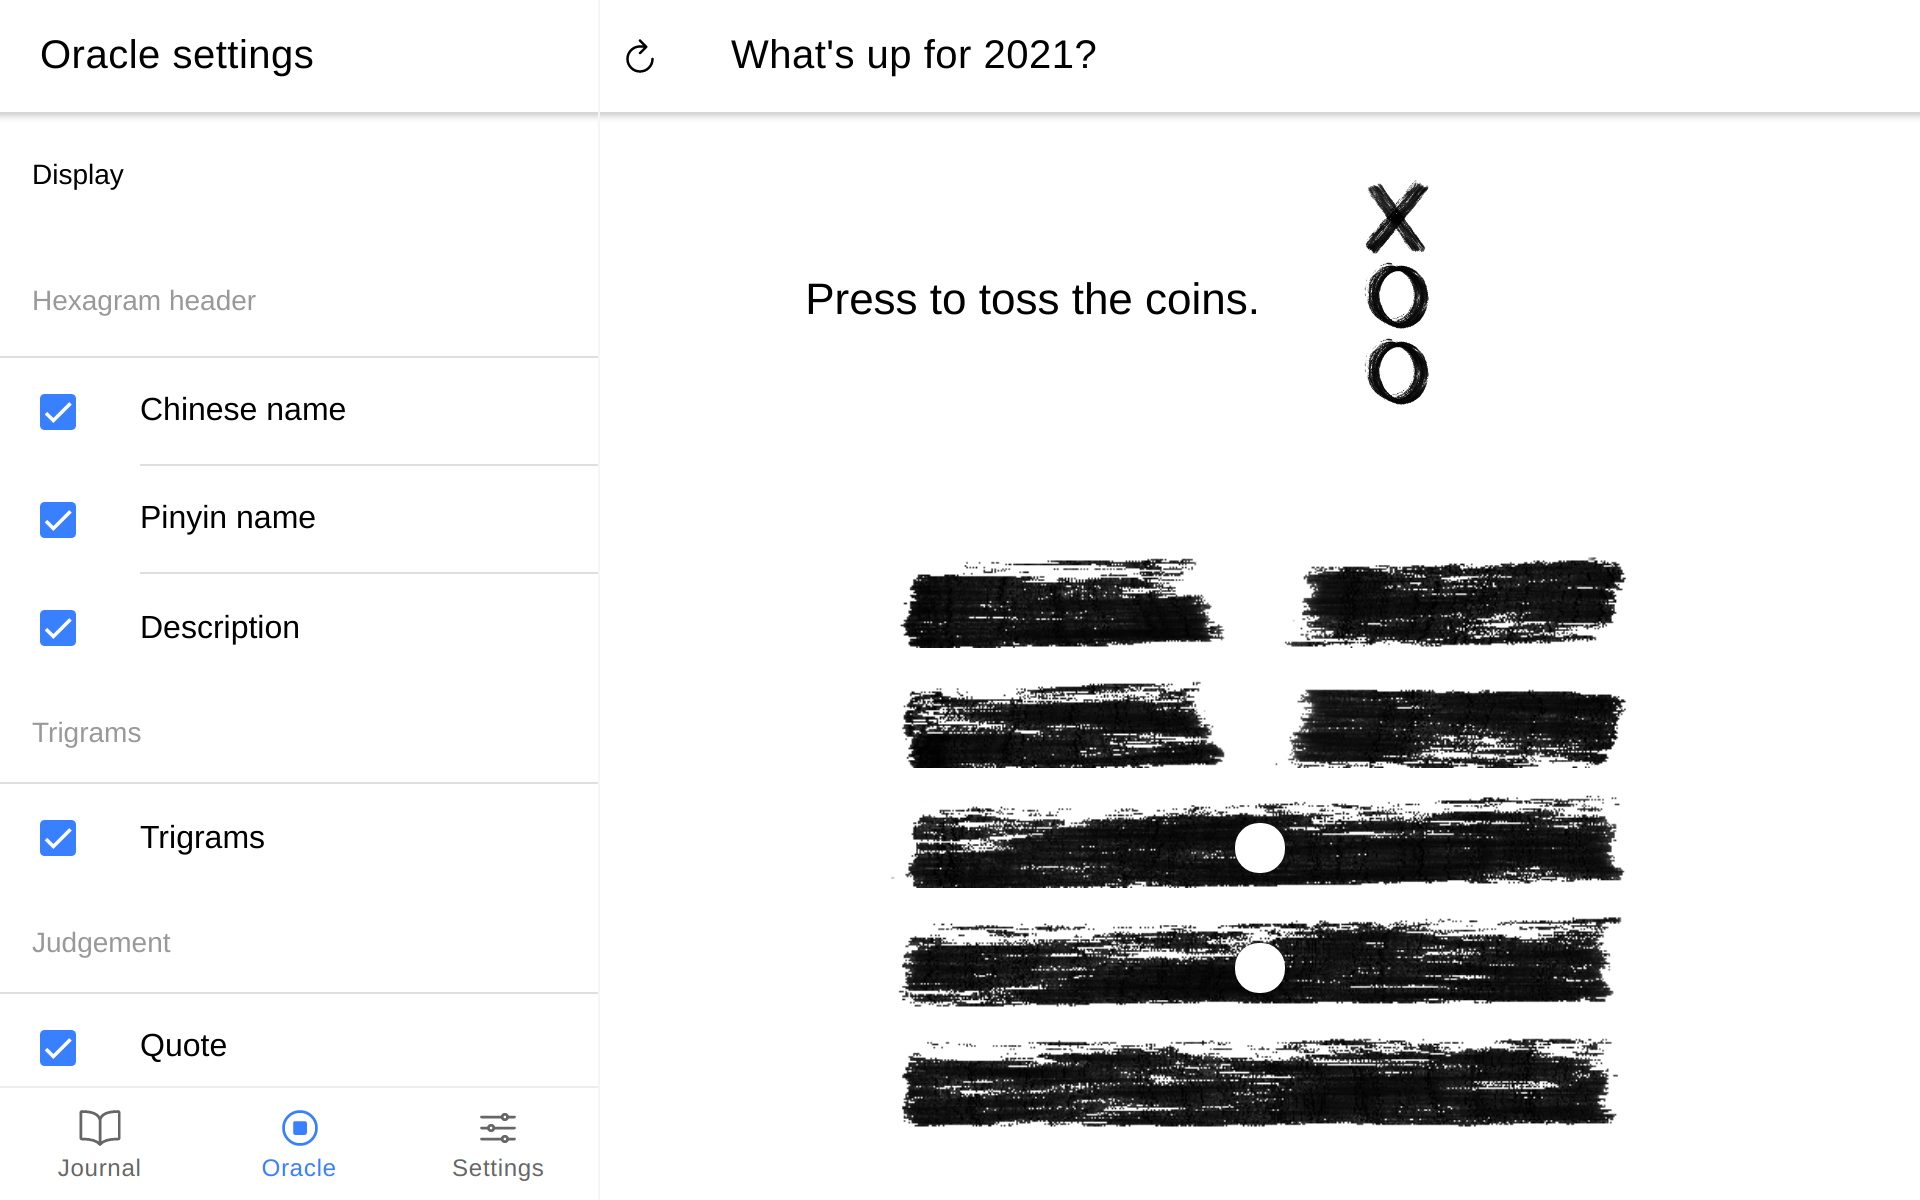 Oracle settings
What's up for 2021?
Display
Hexagram header
Chinese name
Pinyin name
Description
Trigrams
Trigrams
Judgement
Quote
Journal
Oracle
Settings
Press to toss the coins.
X
O
O